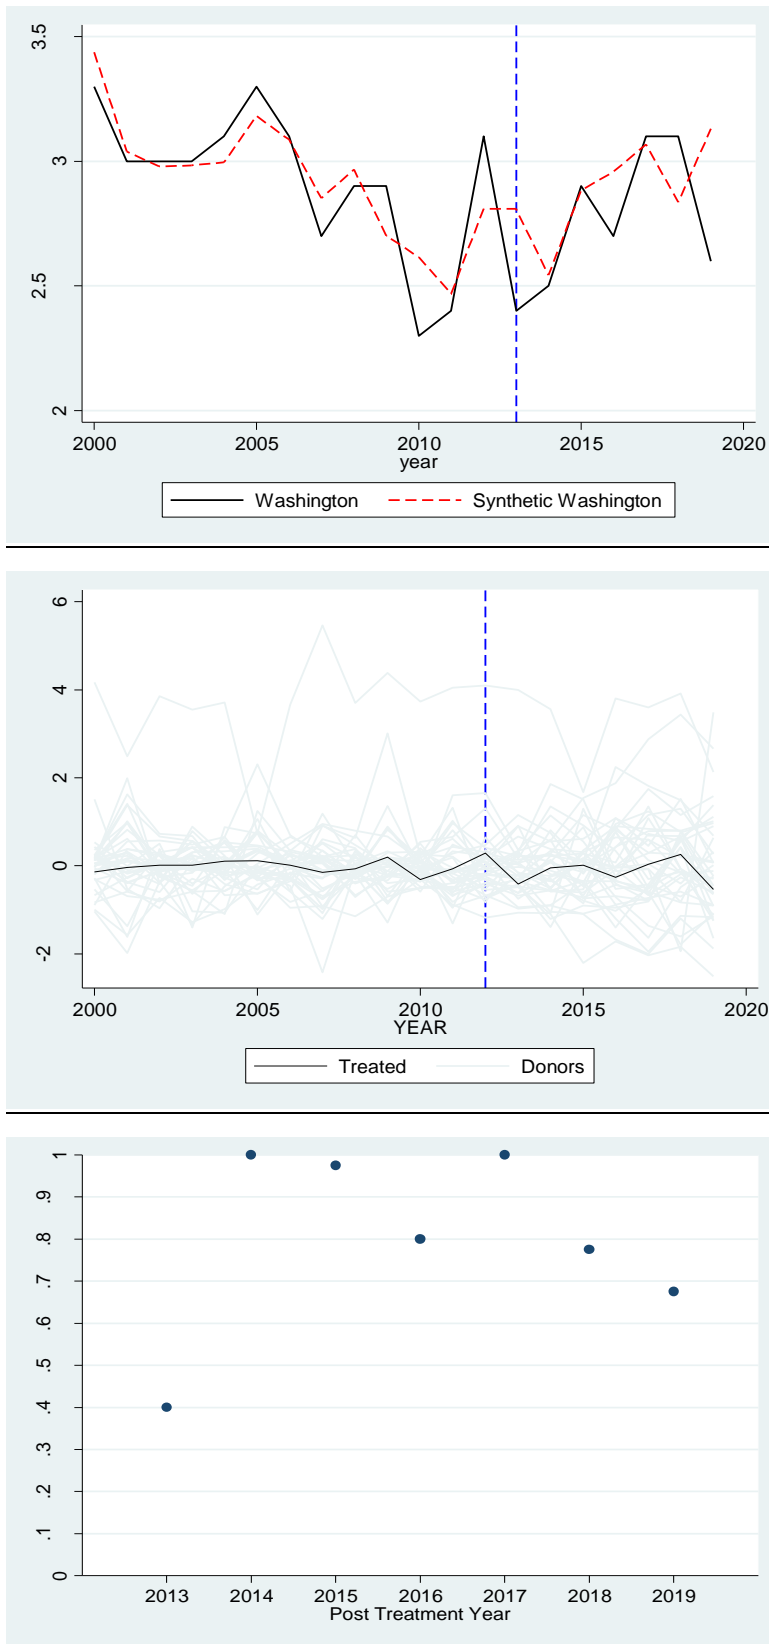 3.5
3
2.5
2
2000 2005 2010 2015 2020
year
Washington Synthetic Washington
6
4
2
0
-2
2000 2005 2010 2015 2020
YEAR
Treated Donors
1
.9
.8
.7
.6
.5
.4
.3
.2
.1
0
2013 2014 2015 2016 2017 2018 2019
Post Treatment Year